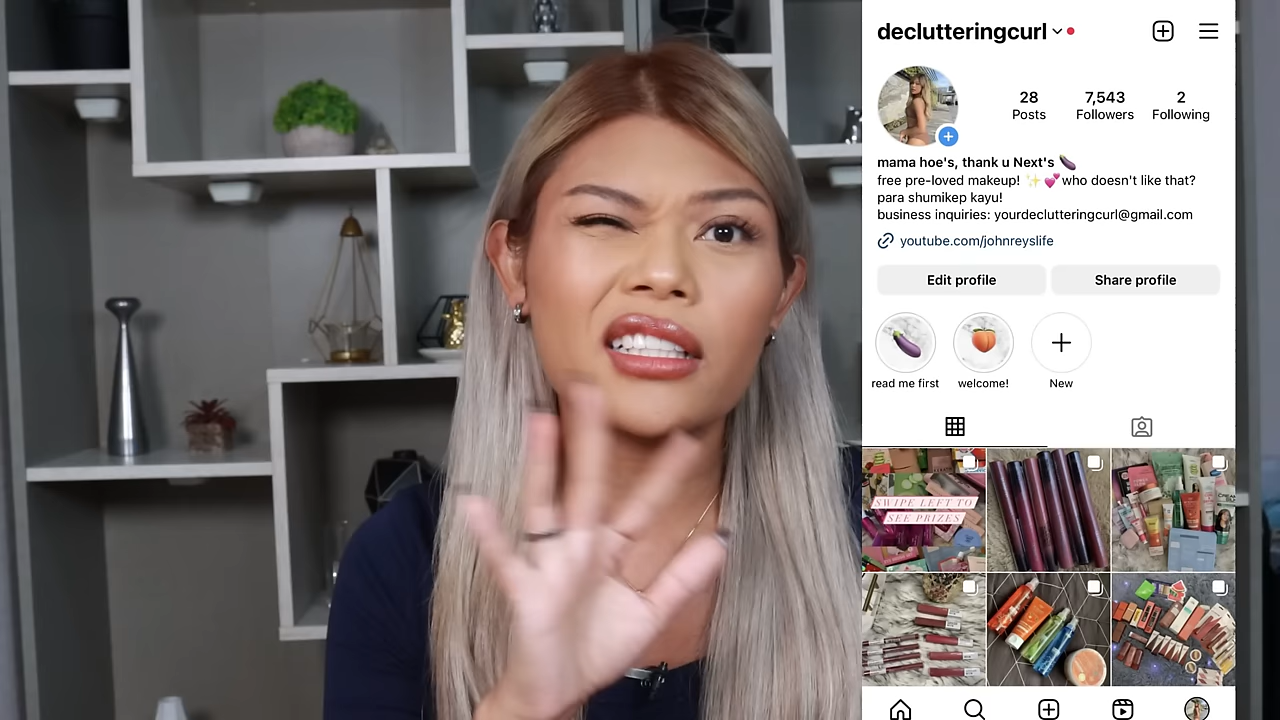 declutteringcurl
28 7,543 2
Posts Followers Following
mama hoe's, thank u Next's 🍆
free pre-loved makeup! ✨💕who doesn't like that?
para shumikep kayu!
business inquiries: yourdeclutteringcurl@gmail.com
youtube.com/johnreyslife
Edit profile Share profile
read me first welcome! New
SWIPE LEFT TO
SEE PRIZES